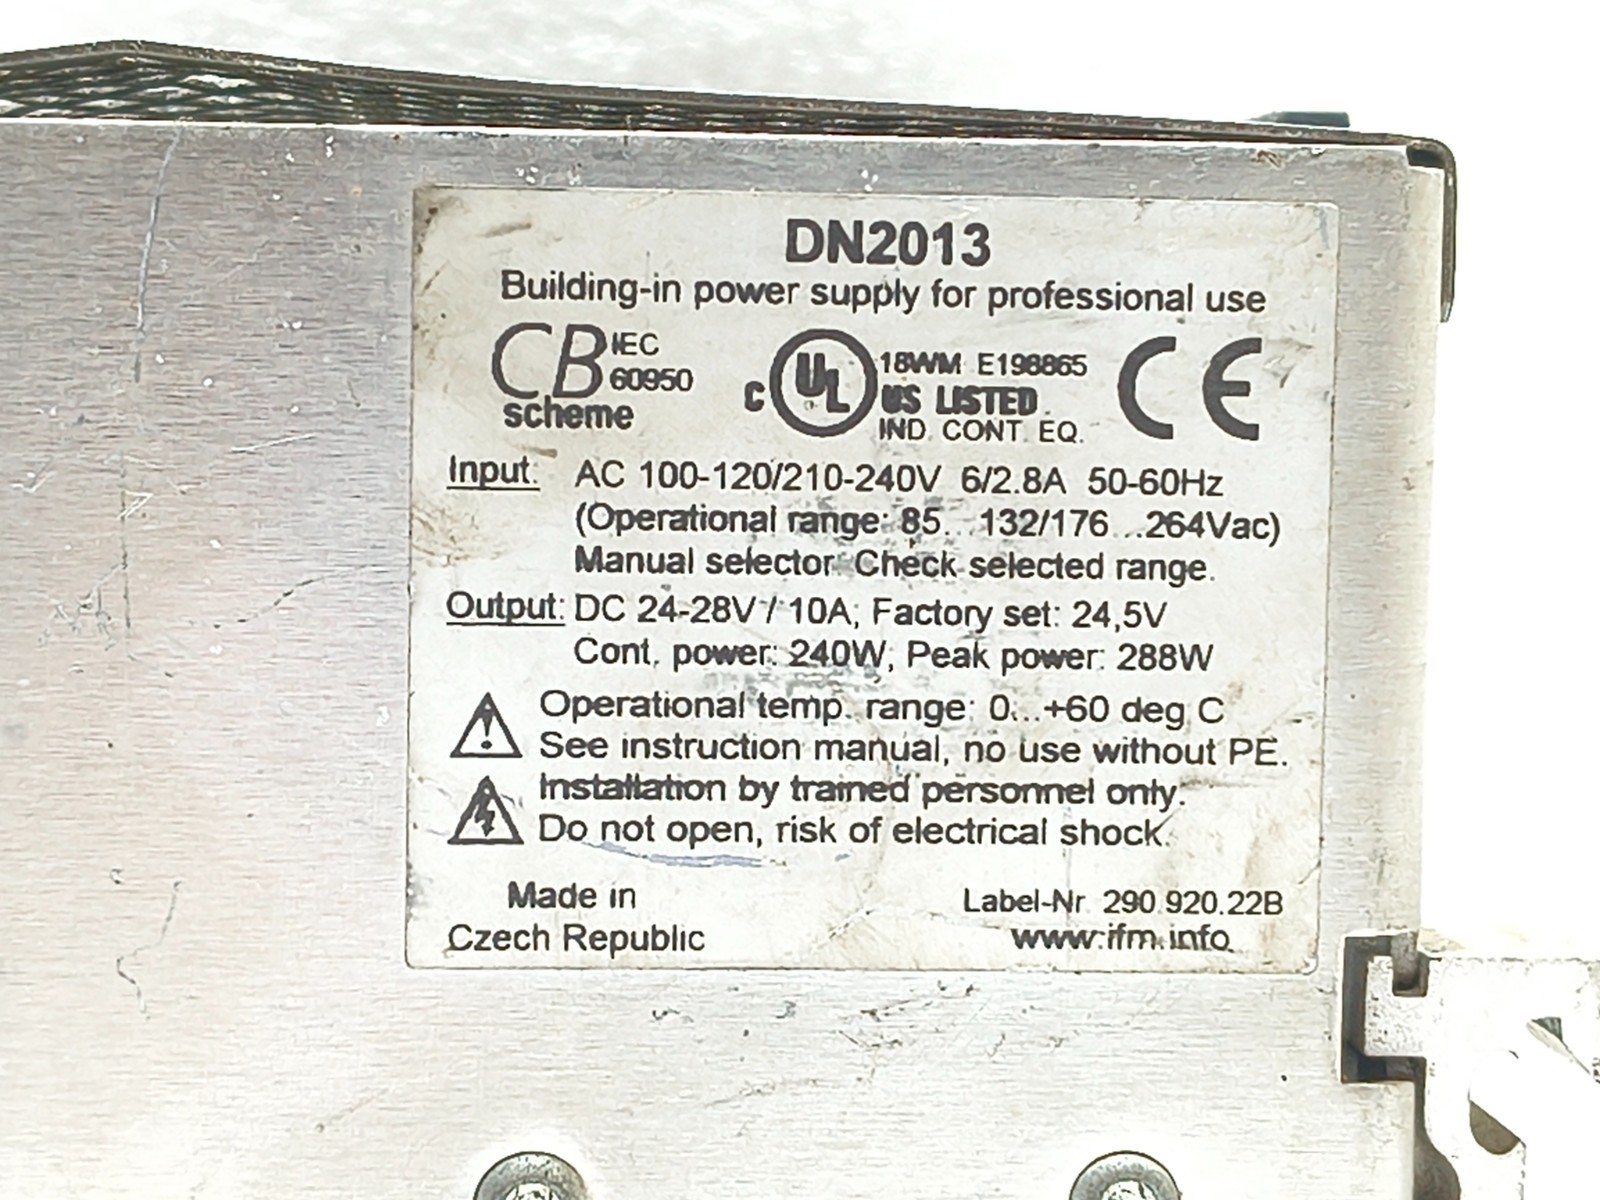 DN2013
Building-in power supply for professional use
CB IEC 60950 scheme
C UL US LISTED 18WM E198865 IND. CONT. EQ.
CE
Input: AC 100-120/210-240V 6/2.8A 50-60Hz
(Operational range: 85...132/176...264Vac)
Manual selector: Check selected range.
Output: DC 24-28V / 10A; Factory set: 24,5V
Cont. power: 240W; Peak power: 288W
Operational temp. range: 0...+60 deg C
See instruction manual, no use without PE.
Installation by trained personnel only.
Do not open, risk of electrical shock.
Made in
Czech Republic
Label-Nr. 290.920.22B
www.ifm.info